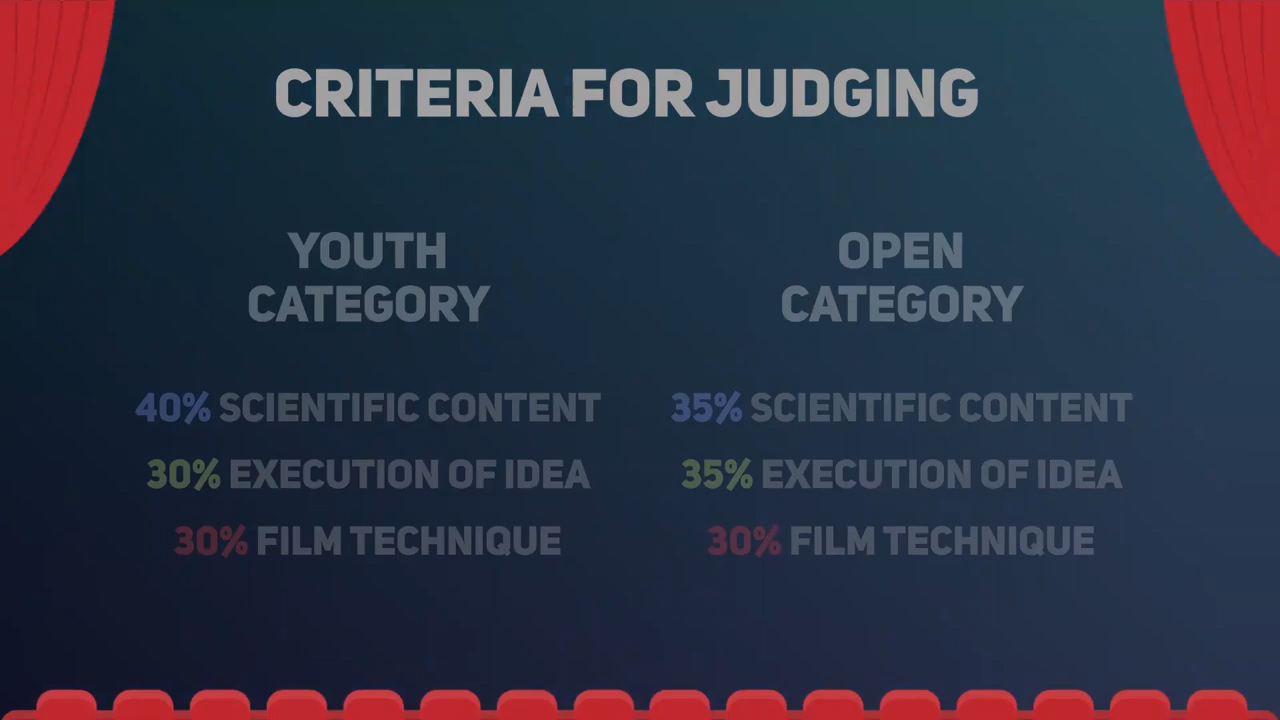 CRITERIA FOR JUDGING
YOUTH
CATEGORY
40% SCIENTIFIC CONTENT
30% EXECUTION OF IDEA
30% FILM TECHNIQUE
OPEN
CATEGORY
35% SCIENTIFIC CONTENT
35% EXECUTION OF IDEA
30% FILM TECHNIQUE